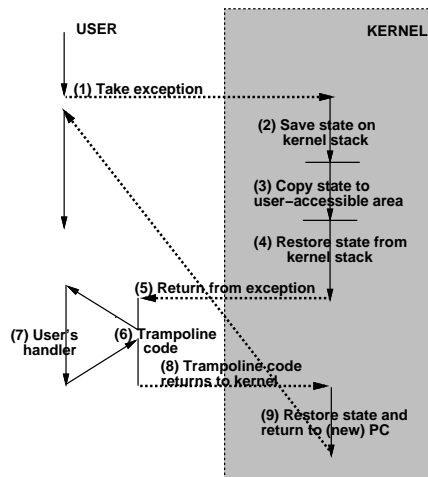 USER
KERNEL
(1) Take exception
(2) Save state on
kernel stack
(3) Copy state to
user−accessible area
(4) Restore state from
kernel stack
(5) Return from exception
(6) Trampoline
code
(7) User's
handler
(8) Trampoline code
returns to kernel
(9) Restore state and
return to (new) PC